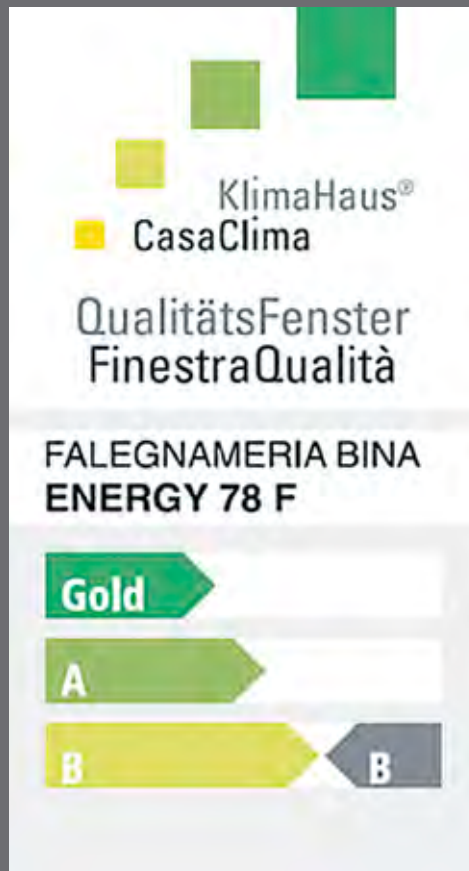 KlimaHaus®
CasaClima
QualitätsFenster
FinestraQualità
FALEGNAMERIA BINA
ENERGY 78 F
Gold
A
B B